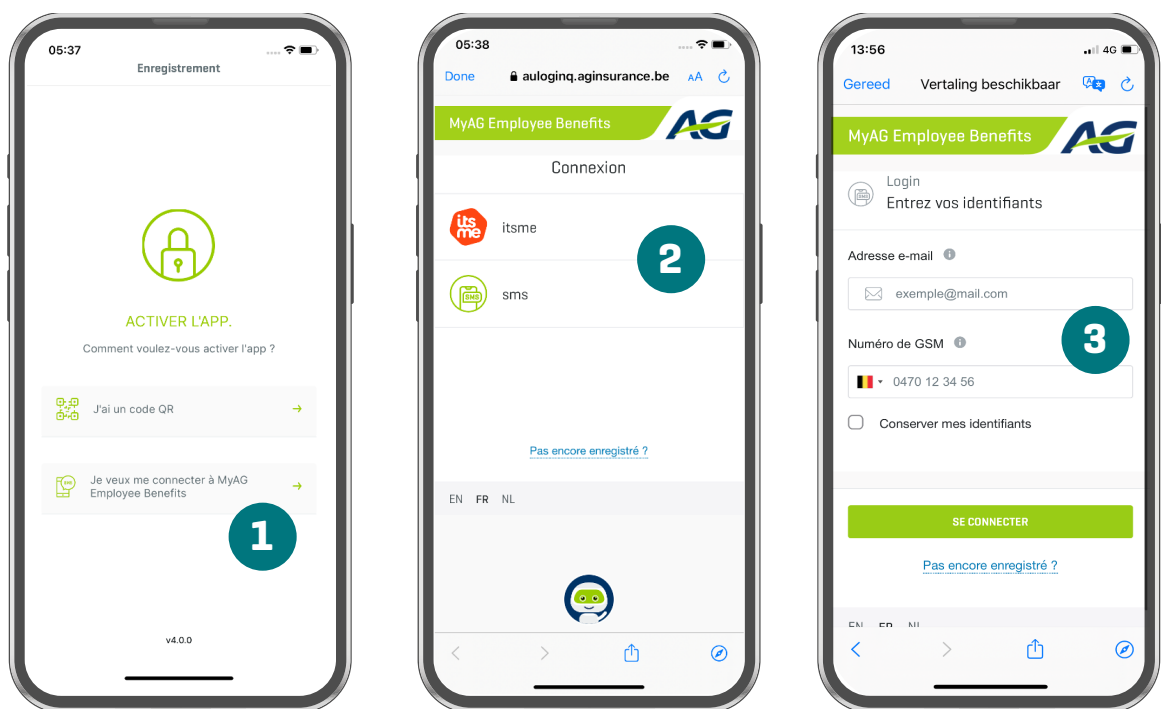 05:37
Enregistrement
ACTIVER L'APP.
Comment voulez-vous activer l'app ?
J'ai un code QR
Je veux me connecter à MyAG
Employee Benefits
1
v4.0.0
05:38
Done
auloginq.aginsurance.be
AA
MyAG Employee Benefits
AG
Connexion
its
me
itsme
2
SMS
sms
Pas encore enregistré ?
EN FR NL
13:56
4G
Gereed
Vertaling beschikbaar
MyAG Employee Benefits
AG
SMS
Login
Entrez vos identifiants
Adresse e-mail
exemple@mail.com
3
Numéro de GSM
0470 12 34 56
Conserver mes identifiants
SE CONNECTER
Pas encore enregistré ?
EN FR NL